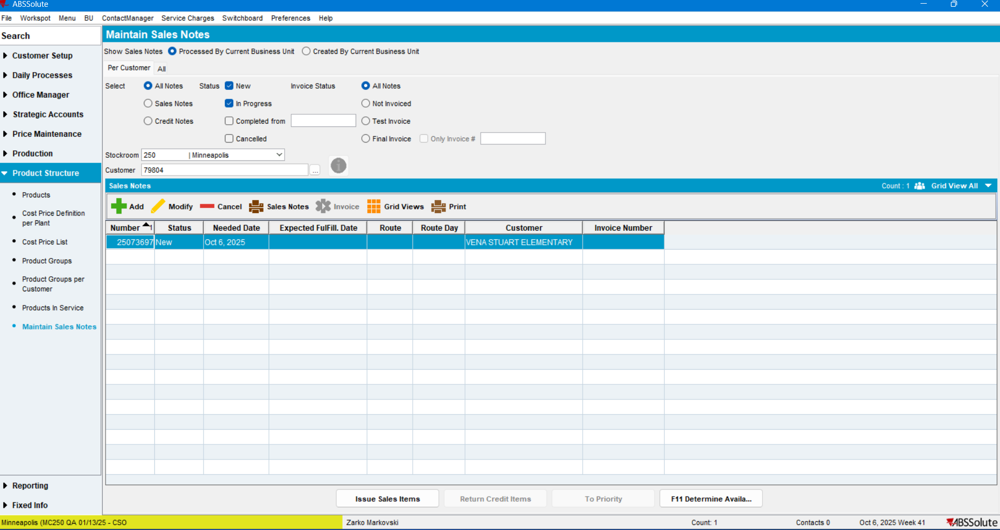 ABSSolute
File Workspot Menu BU ContactManager Service Charges Switchboard Preferences Help
Search
Maintain Sales Notes
Customer Setup
Daily Processes
Office Manager
Strategic Accounts
Price Maintenance
Production
Product Structure
Products
Cost Price Definition
per Plant
Cost Price List
Product Groups
Product Groups per
Customer
Products In Service
Maintain Sales Notes
Reporting
Fixed Info
Show Sales Notes Processed By Current Business Unit Created By Current Business Unit
Per Customer All
Select All Notes Status New Invoice Status All Notes
Sales Notes In Progress Not Invoiced
Credit Notes Completed from Test Invoice
Cancelled Final Invoice Only Invoice #
Stockroom 250 | Minneapolis
Customer 79804 ...
Sales Notes Count : 1 Grid View All
Add Modify Cancel Sales Notes Invoice Grid Views Print
Number 1 Status Needed Date Expected FulFill. Date Route Route Day Customer Invoice Number
25073697 New Oct 6, 2025 VENA STUART ELEMENTARY
Issue Sales Items Return Credit Items To Priority F11 Determine Availa...
Minneapolis (MC250 QA 01/13/25 - CSO Zarko Markovski Count: 1 Contacts 0 Oct 6, 2025 Week 41 ABSSolute